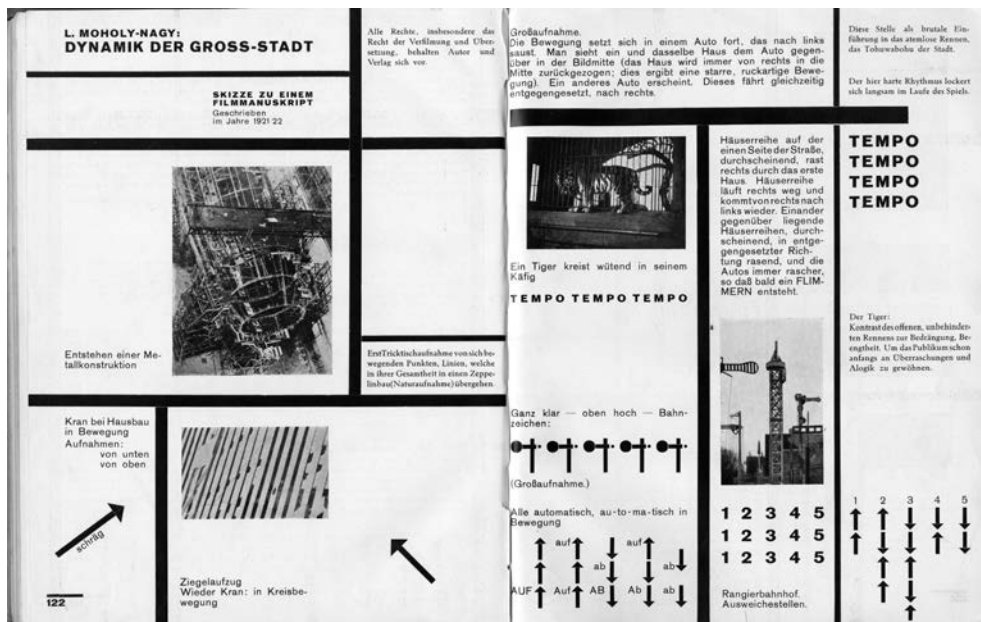 L. MOHOLY-NAGY:
DYNAMIK DER GROSS-STADT
SKIZZE ZU EINEM
FILMMANUSKRIPT
Geschrieben
im Jahre 1921/22
Alle Rechte, insbesondere das
Recht der Verfilmung und Über-
setzung, behalten Autor und
Verlag sich vor.
Entstehen einer Me-
tallkonstruktion
Erst Tricktischaufnahme von sich be-
wegenden Punkten, Linien, welche
in ihrer Gesamtheit in einen Zeppe-
linbau (Naturaufnahme) übergehen.
Kran bei Hausbau
in Bewegung
Aufnahmen:
von unten
von oben
schräg
Ziegelaufzug
Wieder Kran: in Kreisbe-
wegung
122
Großaufnahme.
Die Bewegung setzt sich in einem Auto fort, das nach links
saust. Man sieht ein und dasselbe Haus dem Auto gegen-
über in der Bildmitte (das Haus wird immer von rechts in die
Mitte zurückgezogen; dies ergibt eine starre, ruckartige Bewe-
gung). Ein anderes Auto erscheint. Dieses fährt gleichzeitig
entgegengesetzt, nach rechts.
Ein Tiger kreist wütend in seinem
Käfig
TEMPO TEMPO TEMPO
Ganz klar — oben hoch — Bahn-
zeichen:
(Großaufnahme.)
Alle automatisch, au-to-ma-tisch in
Bewegung
auf auf
ab ab
AUF Auf AB Ab ab
Häuserreihe auf der
einen Seite der Straße,
durchscheinend, rast
rechts durch das erste
Haus. Häuserreihe
läuft rechts weg und
kommt von rechts nach
links wieder. Einander
gegenüber liegende
Häuserreihen, durch-
scheinend, in entge-
gengesetzter Rich-
tung rasend, und die
Autos immer rascher,
so daß bald ein FLIM-
MERN entsteht.
1 2 3 4 5
1 2 3 4 5
1 2 3 4 5
Rangierbahnhof.
Ausweichestellen.
Diese Stelle als brutale Ein-
führung in das atemlose Rennen,
das Tohuwabohu der Stadt.
Der hier harte Rhythmus lockert
sich langsam im Laufe des Spiels.
TEMPO
TEMPO
TEMPO
TEMPO
Der Tiger:
Kontrast des offenen, unbehinder-
ten Rennens zur Bedrängung, Be-
engtheit. Um das Publikum schon
anfangs an Überraschungen und
Alogik zu gewöhnen.
1 2 3 4 5